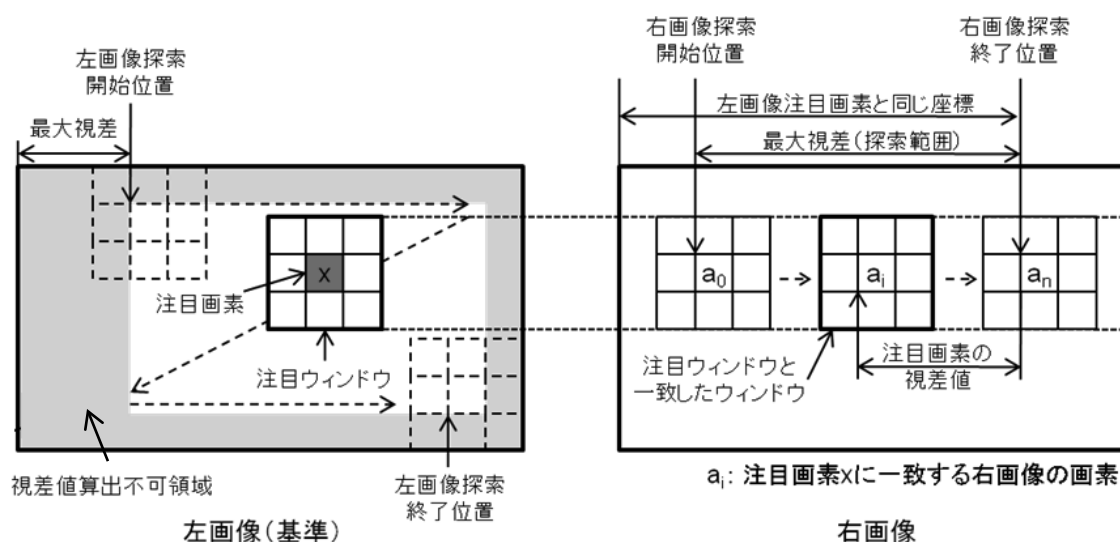 左画像探索
開始位置
最大視差
x
注目画素
注目ウィンドウ
視差値算出不可領域
左画像探索
終了位置
左画像(基準)
右画像探索
開始位置
右画像探索
終了位置
左画像注目画素と同じ座標
最大視差(探索範囲)
a0
ai
an
注目ウィンドウと
一致したウィンドウ
注目画素の
視差値
ai: 注目画素xに一致する右画像の画素
右画像